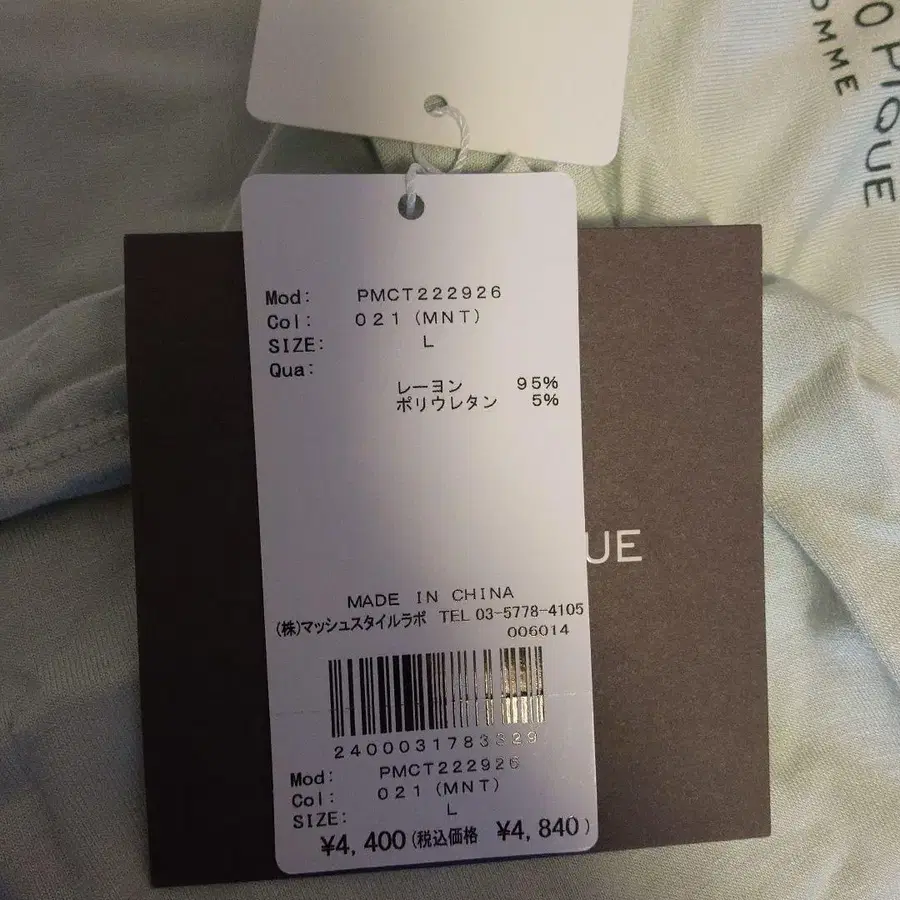 O PIQUE
OMME
Mod: PMCT222926
Col: 021 (MNT)
SIZE: L
Qua:
レーヨン 95%
ポリウレタン 5%
UE
MADE IN CHINA
(株)マッシュスタイルラボ TEL 03-5778-4105
006014
2400031783329
Mod: PMCT222926
Col: 021 (MNT)
SIZE: L
¥4,400 (税込価格 ¥4,840)